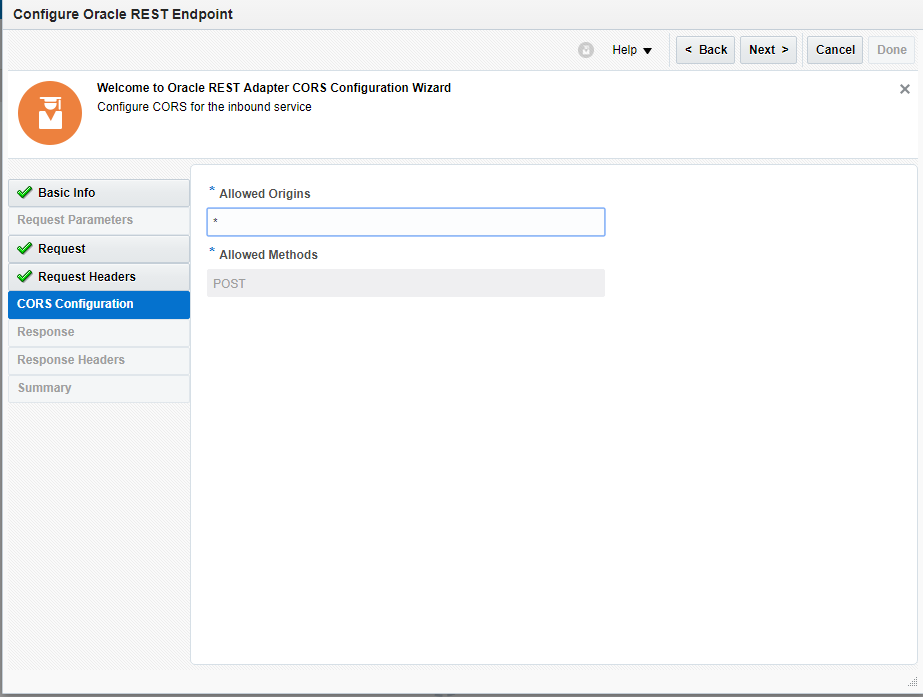 Configure Oracle REST Endpoint
Help
< Back
Next >
Cancel
Done
Welcome to Oracle REST Adapter CORS Configuration Wizard
Configure CORS for the inbound service
Basic Info
Request Parameters
Request
Request Headers
CORS Configuration
Response
Response Headers
Summary
* Allowed Origins
*
* Allowed Methods
POST